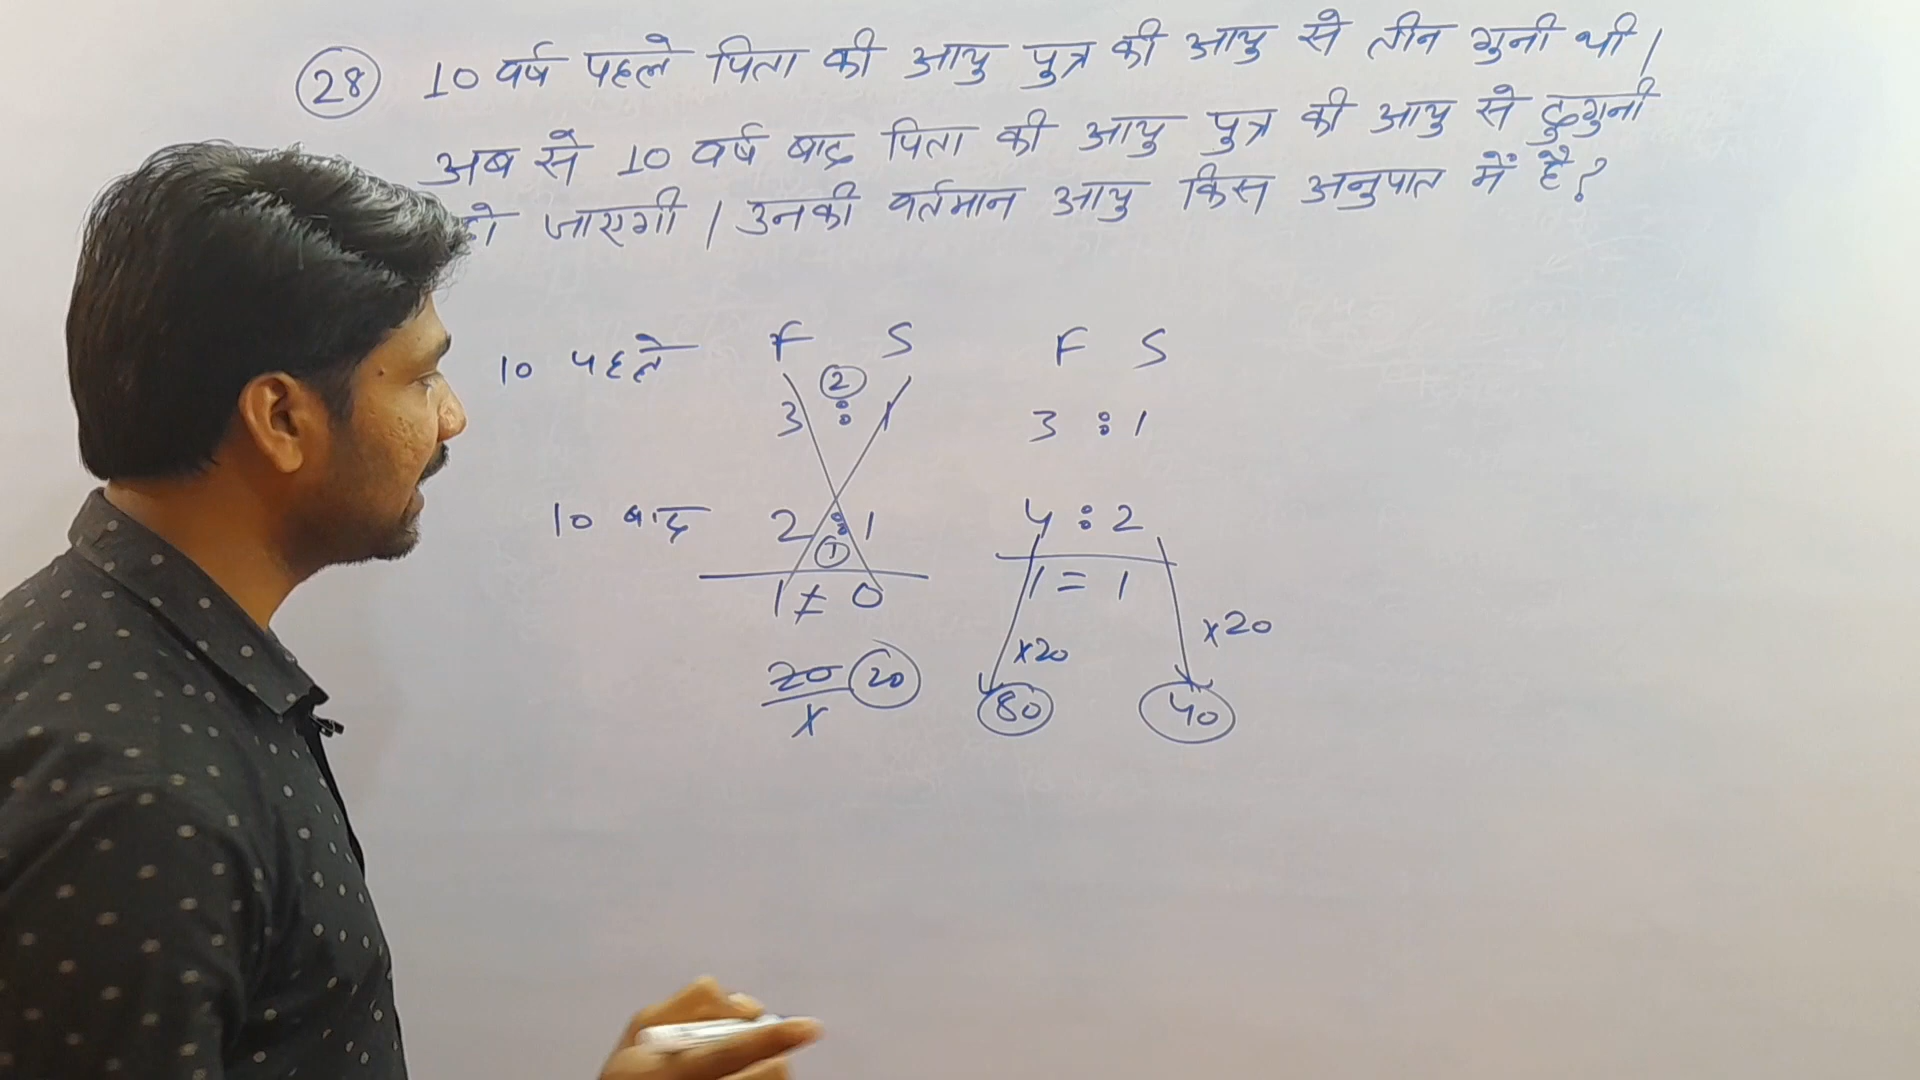 (28) 10 वर्ष पहले पिता की आयु पुत्र की आयु से तीन गुनी थी।
अब से 10 वर्ष बाद पिता की आयु पुत्र की आयु से दुगुनी
जाएगी। उनकी वर्तमान आयु किस अनुपात में है?
10 पहले F S F S
②
3 : 1 3 : 1
10 बाद 2 : 1 4 : 2
①
1 ≠ 0 1 = 1
×20 ×20
20/1 (20) (80) (40)